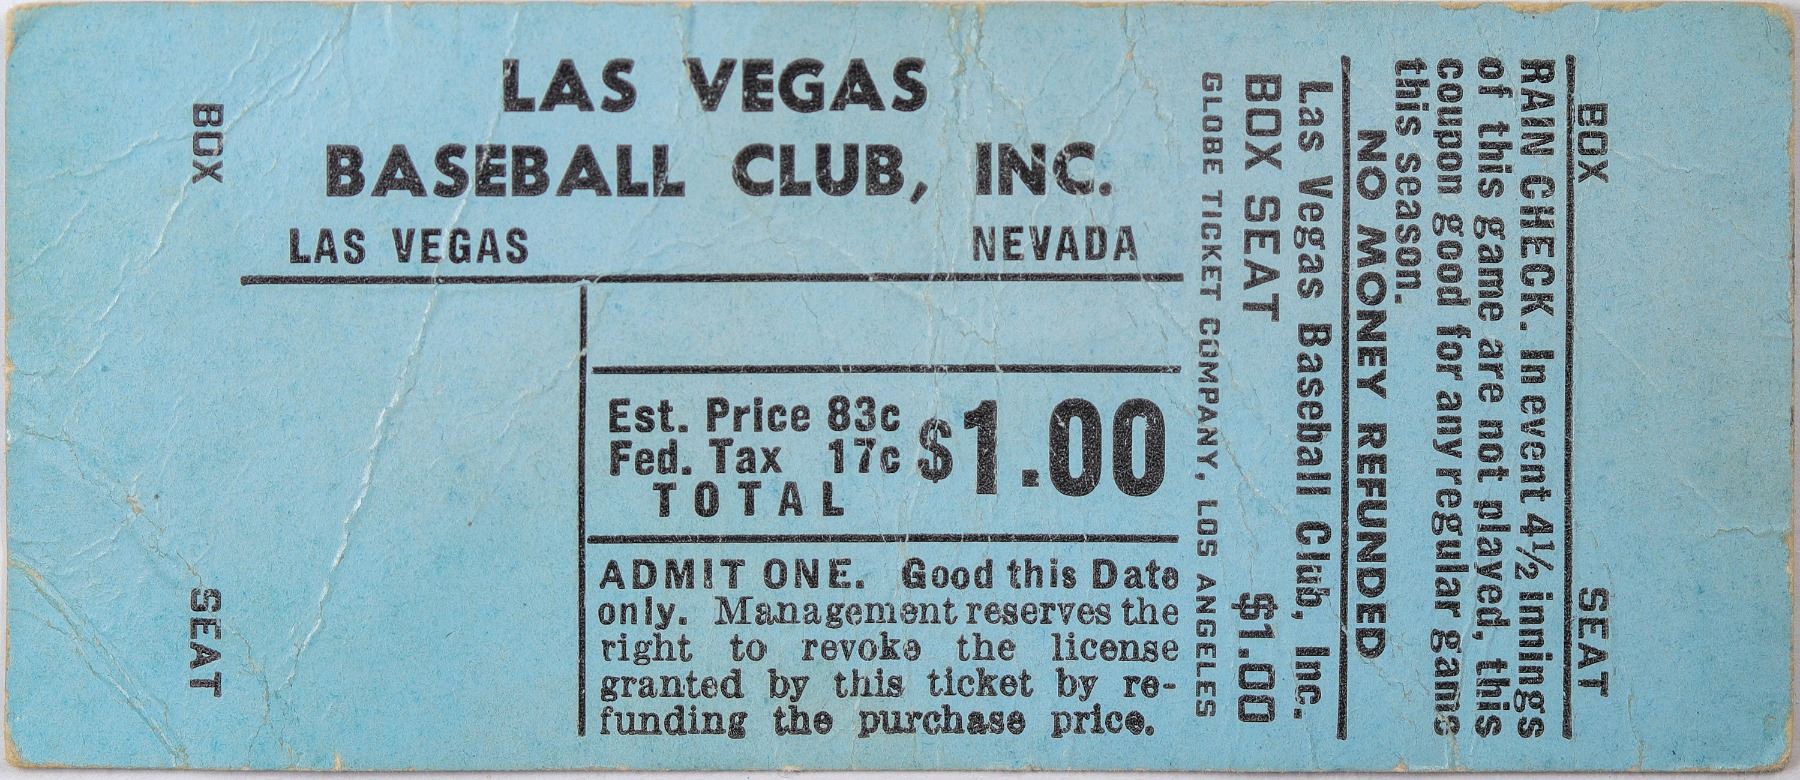 BOX
SEAT
LAS VEGAS
BASEBALL CLUB, INC.
LAS VEGAS NEVADA
Est. Price 83c
Fed. Tax 17c
TOTAL
$1.00
ADMIT ONE. Good this Date
only. Management reserves the
right to revoke the license
granted by this ticket by re-
funding the purchase price.
GLOBE TICKET COMPANY, LOS ANGELES
BOX SEAT $1.00
Las Vegas Baseball Club, Inc.
NO MONEY REFUNDED
RAIN CHECK. In event 4½ innings
of this game are not played, this
coupon good for any regular game
this season.
BOX
SEAT